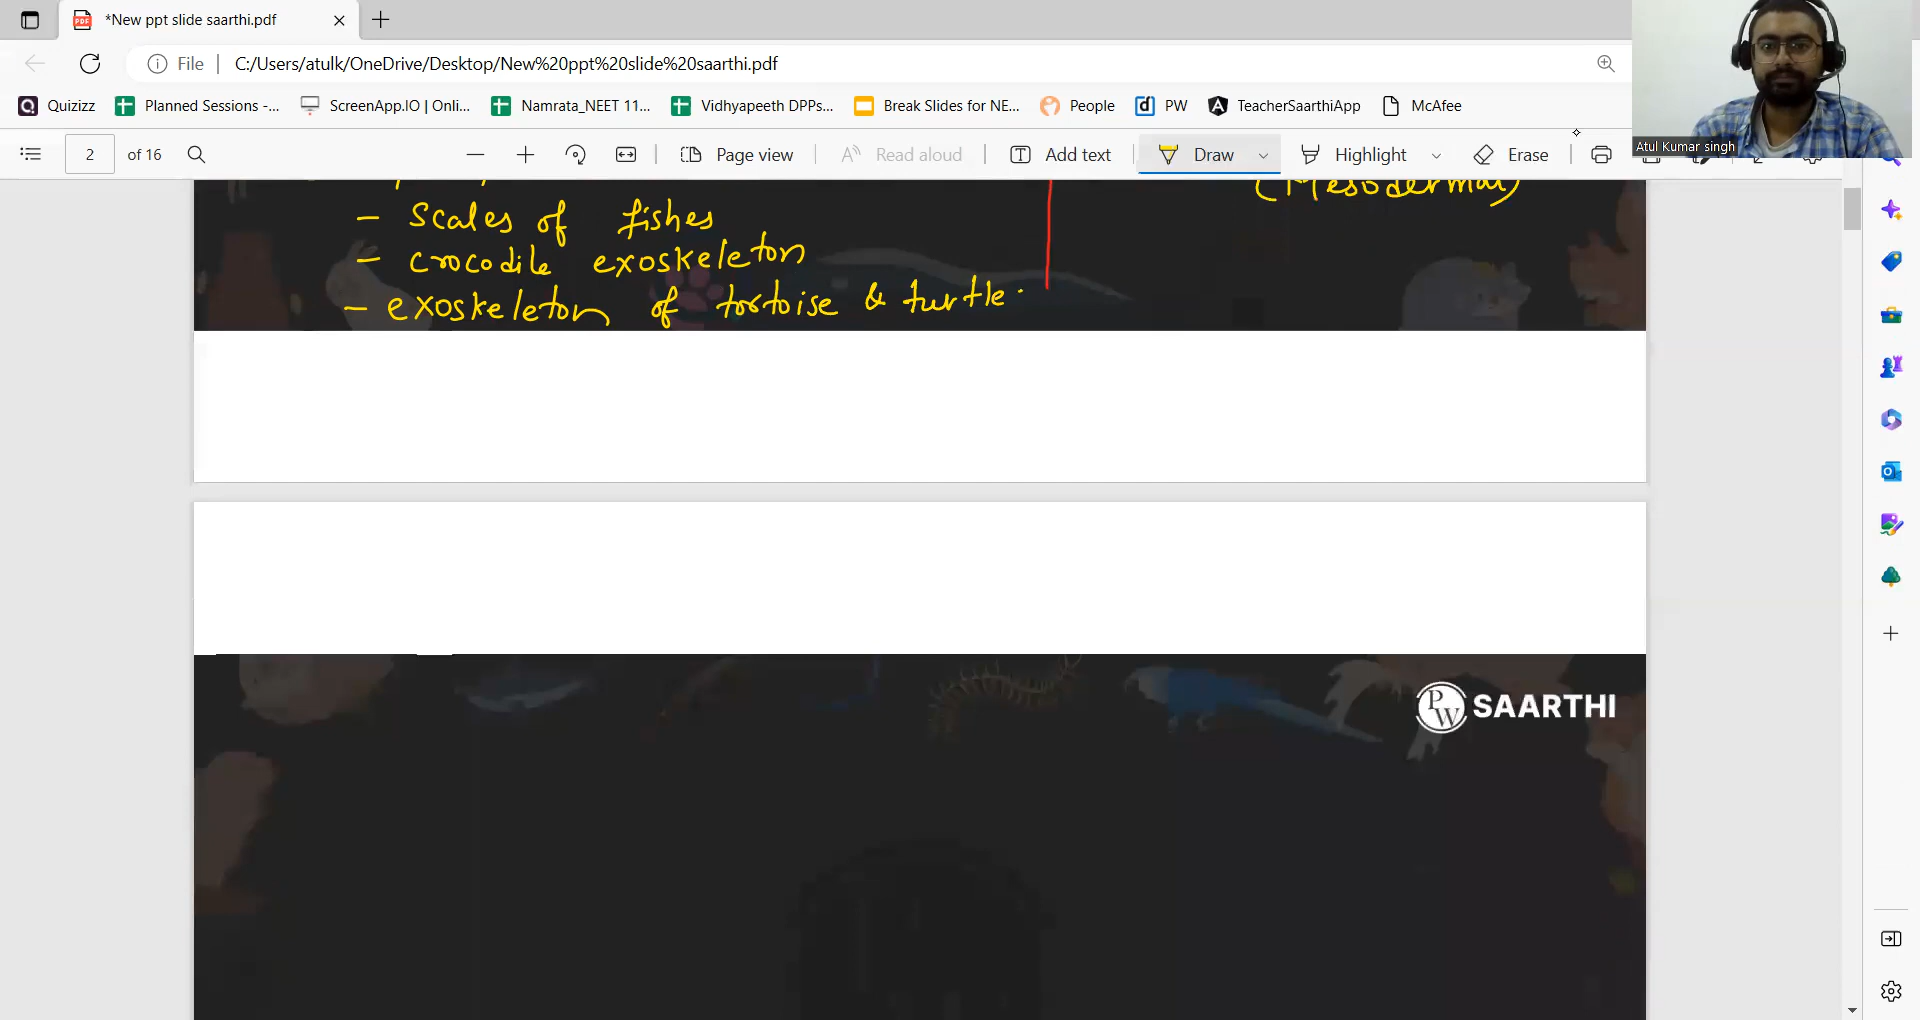 *New ppt slide saarthi.pdf
File C:/Users/atulk/OneDrive/Desktop/New%20ppt%20slide%20saarthi.pdf
Quizizz Planned Sessions -... ScreenApp.IO | Onli... Namrata_NEET 11... Vidhyapeeth DPPs... Break Slides for NE... People PW TeacherSaarthiApp McAfee
2 of 16 Page view Read aloud Add text Draw Highlight Erase
Atul Kumar singh
(Mesodermal)
– Scales of fishes
– crocodile exoskeleton
– exoskeleton of tortoise & turtle.
PW SAARTHI